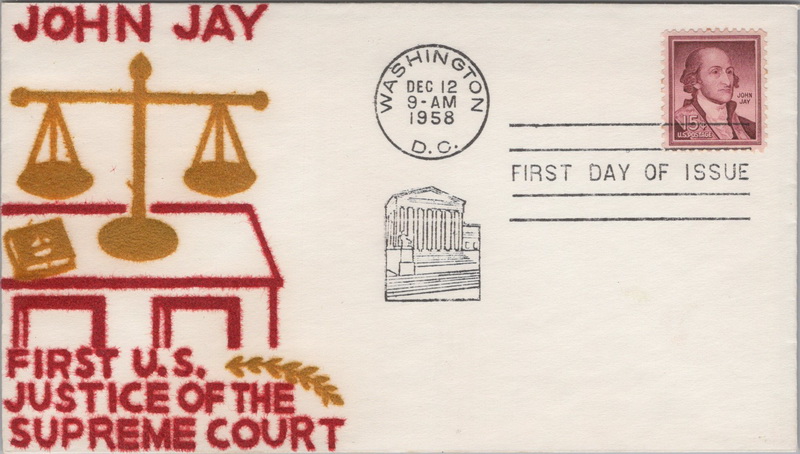 JOHN JAY
WASHINGTON
DEC 12
9-AM
1958
D.C.
JOHN
JAY
15¢
U.S. POSTAGE
FIRST DAY OF ISSUE
FIRST U.S.
JUSTICE OF THE
SUPREME COURT